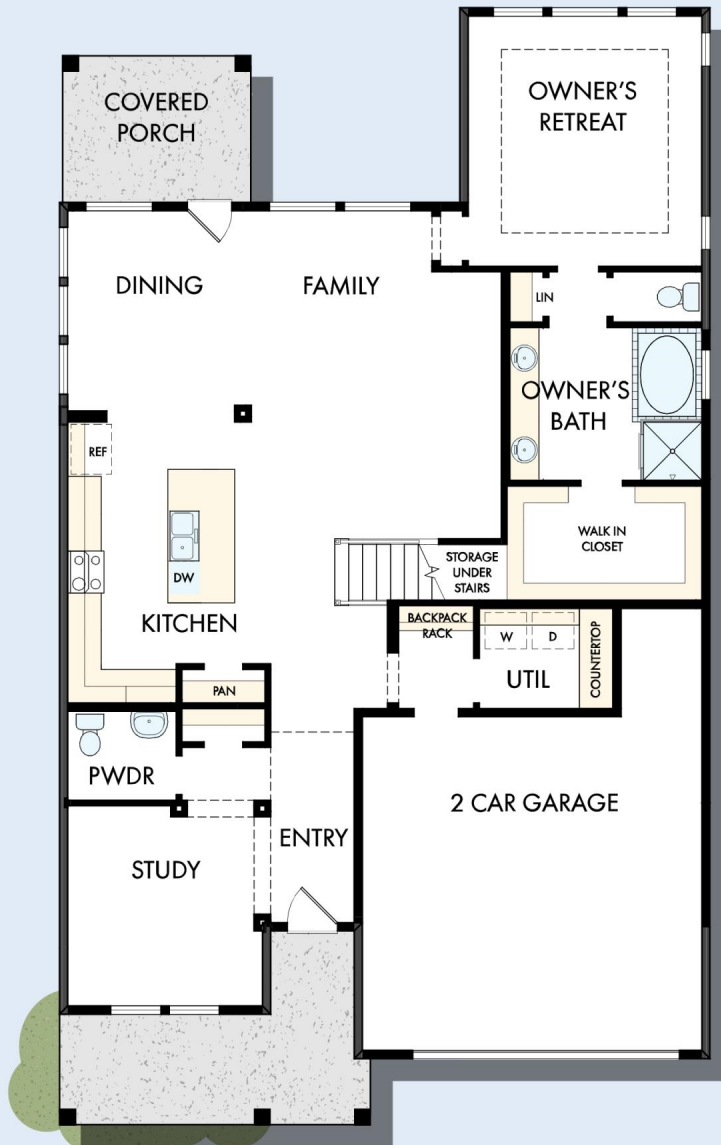 COVERED
PORCH
OWNER'S
RETREAT
DINING
FAMILY
LIN
OWNER'S
BATH
REF
WALK IN
CLOSET
DW
STORAGE
UNDER
STAIRS
KITCHEN
BACKPACK
RACK
W
D
COUNTERTOP
UTIL
PAN
PWDR
2 CAR GARAGE
ENTRY
STUDY